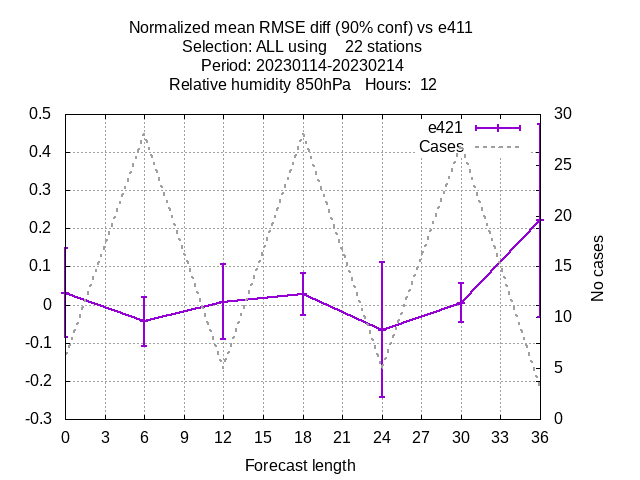 Normalized mean RMSE diff (90% conf) vs e411
Selection: ALL using    22 stations
Period: 20230114-20230214
Relative humidity 850hPa   Hours:  12
0.5
0.4
0.3
0.2
0.1
0
-0.1
-0.2
-0.3
30
25
20
15
10
5
0
e421
Cases
No cases
0 3 6 9 12 15 18 21 24 27 30 33 36
Forecast length